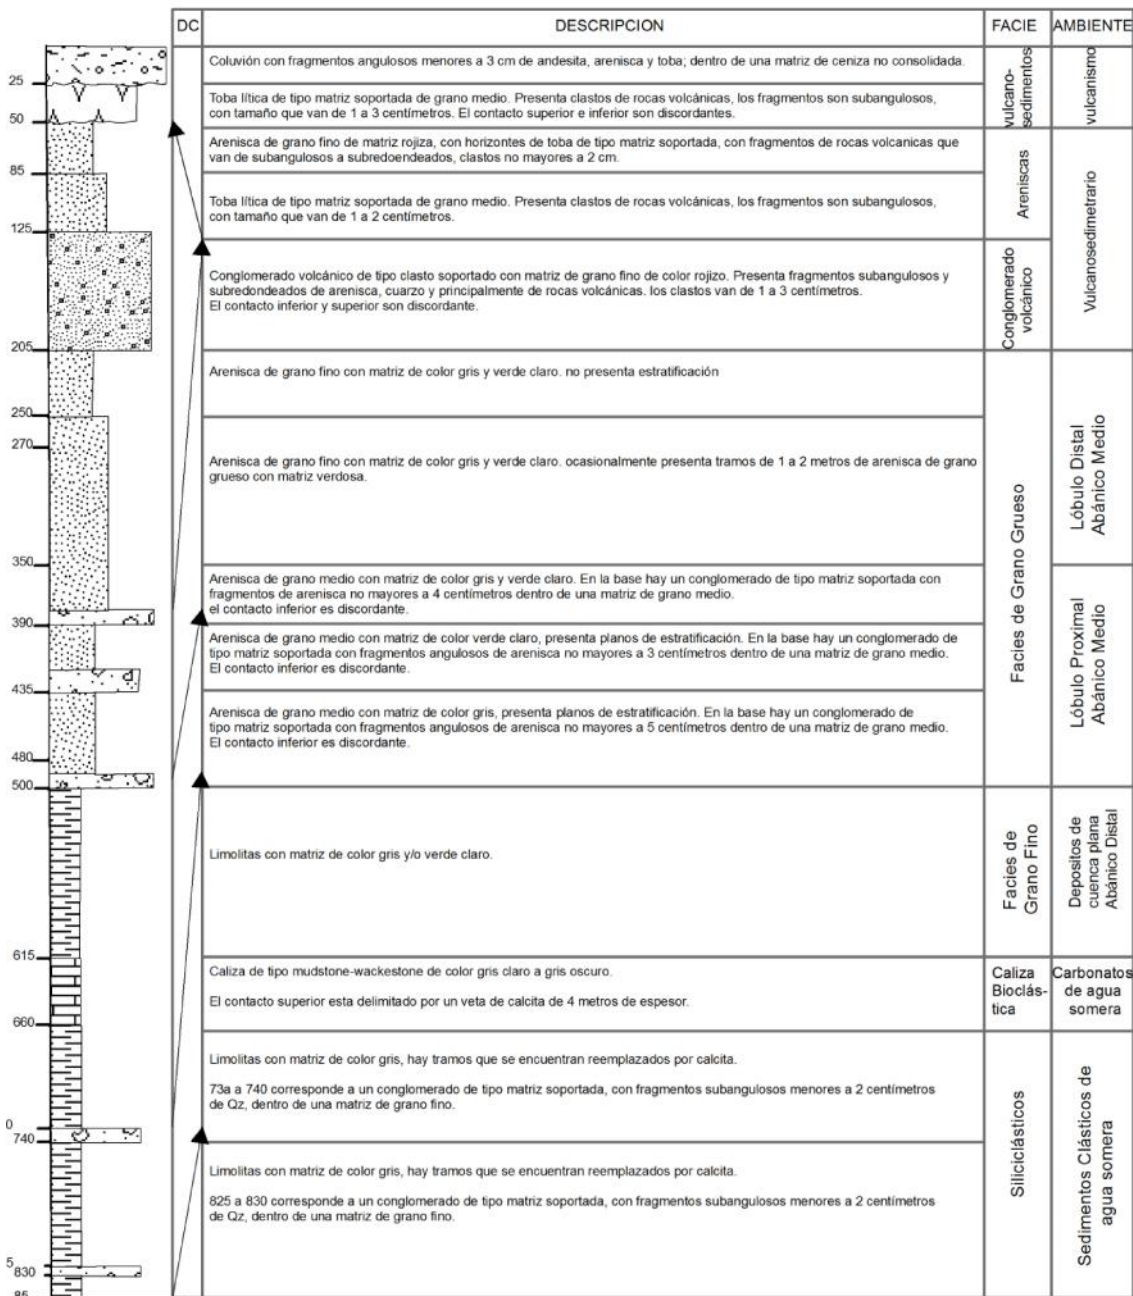 DC
DESCRIPCION
FACIE
AMBIENTE
25
50
85
125
205
250
270
350
390
435
480
500
615
660
0
740
5
830
85
Coluvión con fragmentos angulosos menores a 3 cm de andesita, arenisca y toba; dentro de una matriz de ceniza no consolidada.
Toba lítica de tipo matriz soportada de grano medio. Presenta clastos de rocas volcánicas, los fragmentos son subangulosos,
con tamaño que van de 1 a 3 centímetros. El contacto superior e inferior son discordantes.
vulcano-
sedimentos
vulcanismo
Arenisca de grano fino de matriz rojiza, con horizontes de toba de tipo matriz soportada, con fragmentos de rocas volcanicas que
van de subangulosos a subredoendeados, clastos no mayores a 2 cm.
Toba lítica de tipo matriz soportada de grano medio. Presenta clastos de rocas volcánicas, los fragmentos son subangulosos,
con tamaño que van de 1 a 2 centímetros.
Areniscas
Conglomerado volcánico de tipo clasto soportado con matriz de grano fino de color rojizo. Presenta fragmentos subangulosos y
subredondeados de arenisca, cuarzo y principalmente de rocas volcánicas. los clastos van de 1 a 3 centímetros.
El contacto inferior y superior son discordante.
Conglomerado
volcánico
Vulcanosedimetrario
Arenisca de grano fino con matriz de color gris y verde claro. no presenta estratificación
Arenisca de grano fino con matriz de color gris y verde claro. ocasionalmente presenta tramos de 1 a 2 metros de arenisca de grano
grueso con matriz verdosa.
Lóbulo Distal
Abánico Medio
Arenisca de grano medio con matriz de color gris y verde claro. En la base hay un conglomerado de tipo matriz soportada con
fragmentos de arenisca no mayores a 4 centímetros dentro de una matriz de grano medio.
el contacto inferior es discordante.
Arenisca de grano medio con matriz de color verde claro, presenta planos de estratificación. En la base hay un conglomerado de
tipo matriz soportada con fragmentos angulosos de arenisca no mayores a 3 centímetros dentro de una matriz de grano medio.
El contacto inferior es discordante.
Arenisca de grano medio con matriz de color gris, presenta planos de estratificación. En la base hay un conglomerado de
tipo matriz soportada con fragmentos angulosos de arenisca no mayores a 5 centímetros dentro de una matriz de grano medio.
El contacto inferior es discordante.
Facies de Grano Grueso
Lóbulo Proximal
Abánico Medio
Limolitas con matriz de color gris y/o verde claro.
Facies de
Grano Fino
Depositos de
cuenca plana
Abánico Distal
Caliza de tipo mudstone-wackestone de color gris claro a gris oscuro.
El contacto superior esta delimitado por un veta de calcita de 4 metros de espesor.
Caliza
Bioclás-
tica
Carbonatos
de agua
somera
Limolitas con matriz de color gris, hay tramos que se encuentran reemplazados por calcita.
73a a 740 corresponde a un conglomerado de tipo matriz soportada, con fragmentos subangulosos menores a 2 centímetros
de Qz, dentro de una matriz de grano fino.
Limolitas con matriz de color gris, hay tramos que se encuentran reemplazados por calcita.
825 a 830 corresponde a un conglomerado de tipo matriz soportada, con fragmentos subangulosos menores a 2 centímetros
de Qz, dentro de una matriz de grano fino.
Siliciclásticos
Sedimentos Clásticos de
agua somera